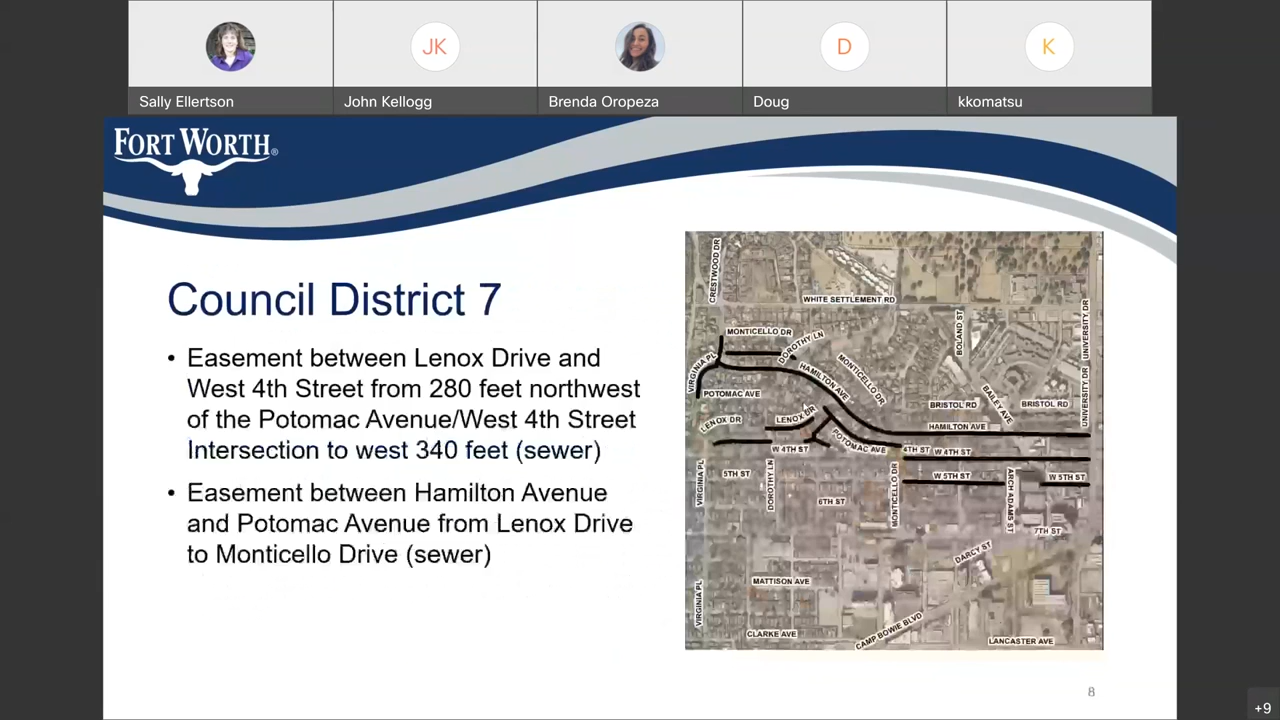 JK
D
K
Sally Ellertson
John Kellogg
Brenda Oropeza
Doug
kkomatsu
FORT WORTH®
Council District 7
• Easement between Lenox Drive and
West 4th Street from 280 feet northwest
of the Potomac Avenue/West 4th Street
Intersection to west 340 feet (sewer)
• Easement between Hamilton Avenue
and Potomac Avenue from Lenox Drive
to Monticello Drive (sewer)
CRESTWOOD DR
WHITE SETTLEMENT RD
UNIVERSITY DR
BOLAND ST
MONTICELLO DR
DOROTHY LN
VIRGINIA PL
HAMILTON AVE
MONTICELLO DR
POTOMAC AVE
UNIVERSITY DR
BAILEY AVE
BRISTOL RD
BRISTOL RD
LENOX DR
LENOX DR
HAMILTON AVE
POTOMAC AVE
W 4TH ST
4TH ST
W 4TH ST
VIRGINIA PL
5TH ST
DOROTHY LN
MONTICELLO DR
W 5TH ST
ARCH ADAMS ST
W 5TH ST
6TH ST
7TH ST
DARCY ST
MATTISON AVE
VIRGINIA PL
CLARKE AVE
CAMP BOWIE BLVD
LANCASTER AVE
8
+9